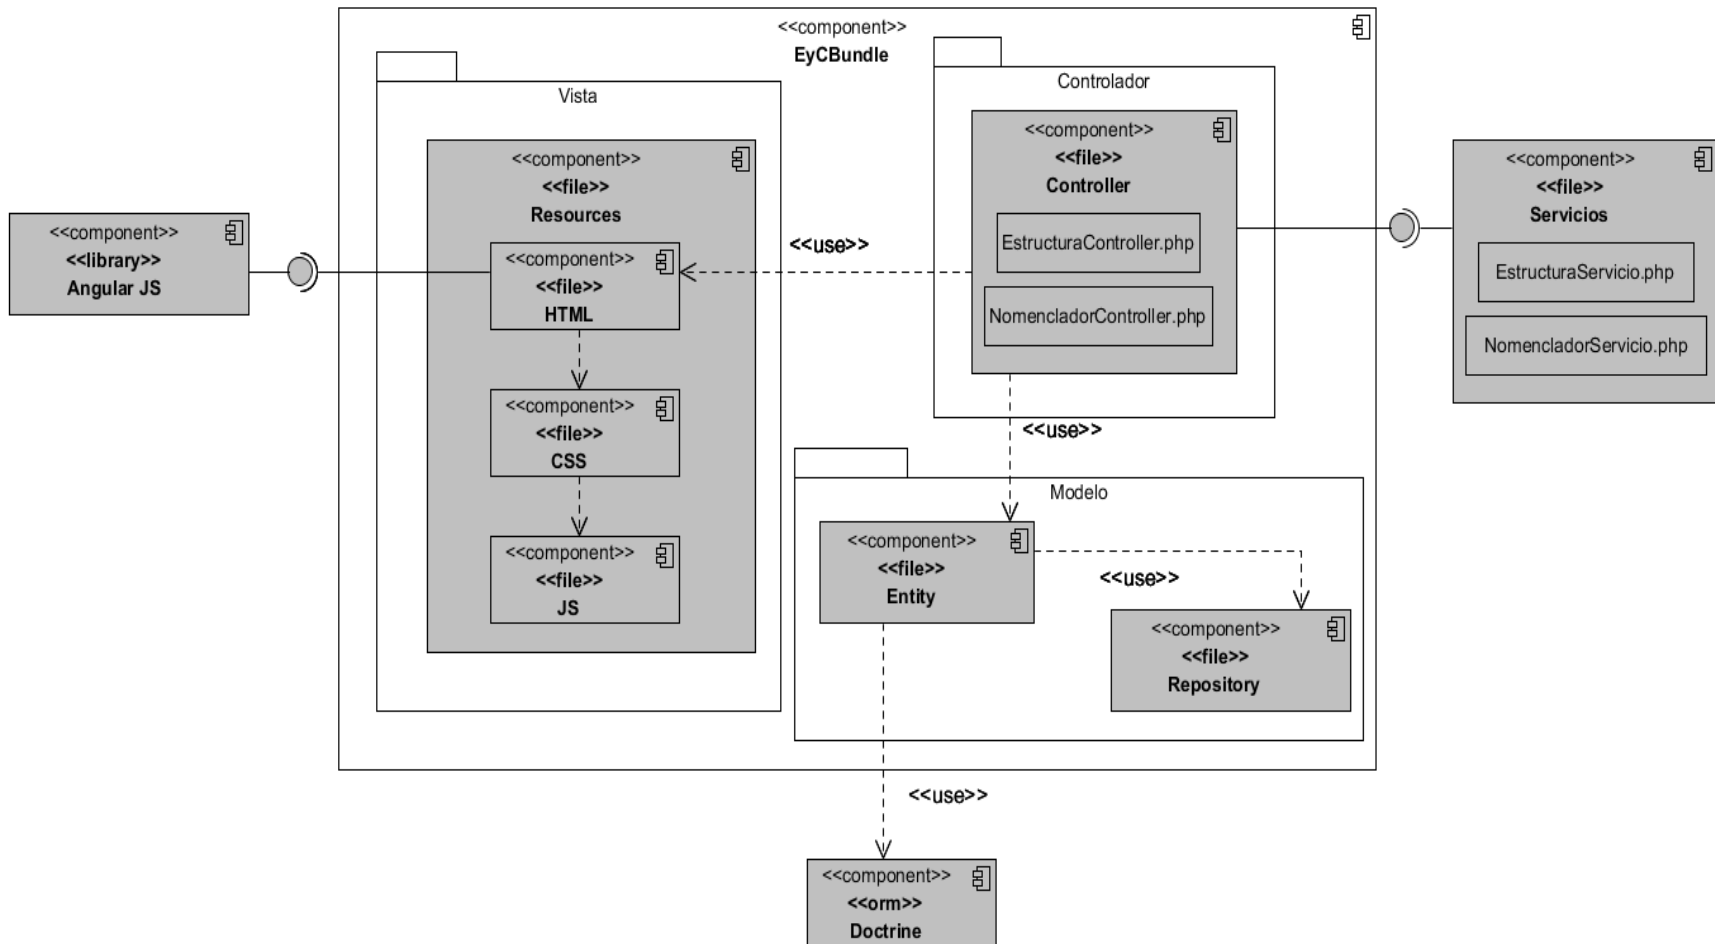 <<component>>
EyCBundle
Vista
<<component>>
<<file>>
Resources
<<component>>
<<file>>
HTML
<<component>>
<<file>>
CSS
<<component>>
<<file>>
JS
<<component>>
<<library>>
Angular JS
<<use>>
Controlador
<<component>>
<<file>>
Controller
EstructuraController.php
NomencladorController.php
<<component>>
<<file>>
Servicios
EstructuraServicio.php
NomencladorServicio.php
<<use>>
Modelo
<<component>>
<<file>>
Entity
<<use>>
<<component>>
<<file>>
Repository
<<use>>
<<component>>
<<orm>>
Doctrine